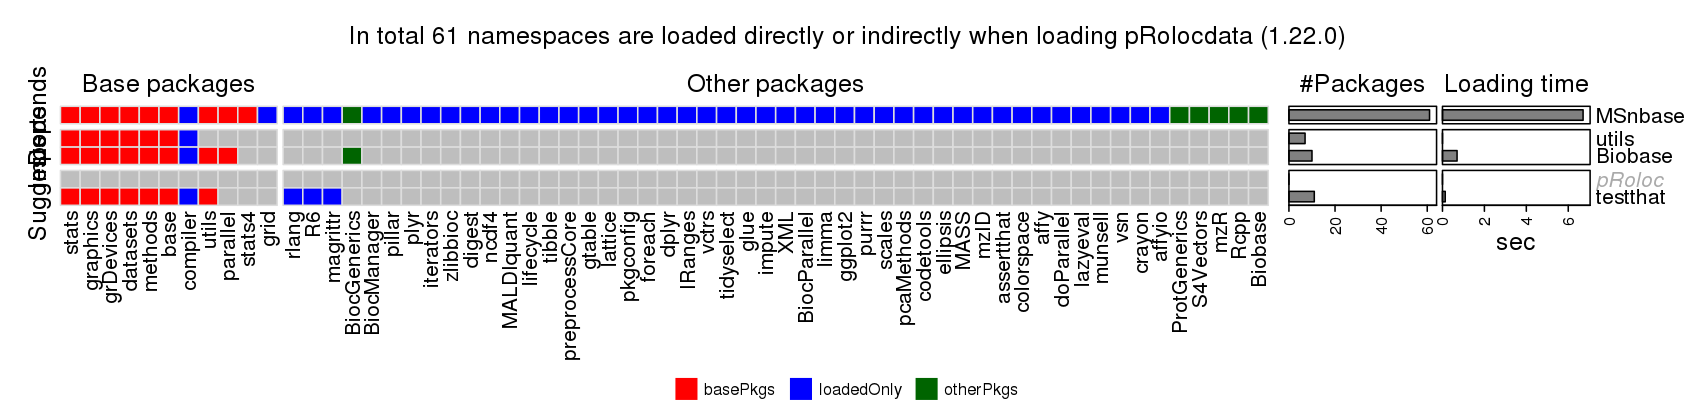 In total 61 namespaces are loaded directly or indirectly when loading pRolocdata (1.22.0)
Base packages
Other packages
#Packages
Loading time
Depends
Imports
Suggests
MSnbase
utils
Biobase
pRoloc
testthat
stats
graphics
grDevices
datasets
methods
base
compiler
utils
parallel
stats4
grid
rlang
R6
magrittr
BiocGenerics
BiocManager
pillar
plyr
iterators
zlibbioc
digest
ncdf4
MALDIquant
lifecycle
tibble
preprocessCore
gtable
lattice
pkgconfig
foreach
dplyr
IRanges
vctrs
tidyselect
glue
impute
XML
BiocParallel
limma
ggplot2
purrr
scales
pcaMethods
codetools
ellipsis
MASS
mzID
assertthat
colorspace
affy
doParallel
lazyeval
munsell
vsn
crayon
affyio
ProtGenerics
S4Vectors
mzR
Rcpp
Biobase
0 20 40 60
0 2 4 6
sec
basePkgs loadedOnly otherPkgs